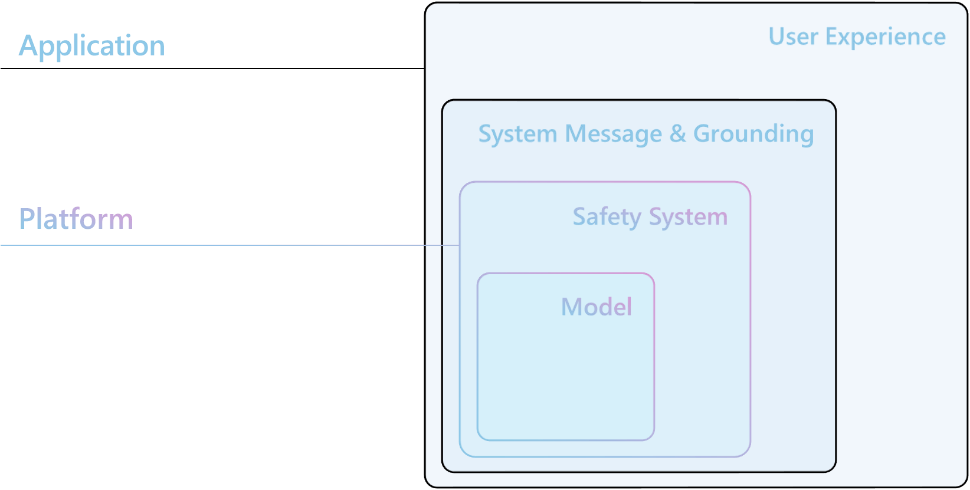 Application
User Experience
System Message & Grounding
Platform
Safety System
Model